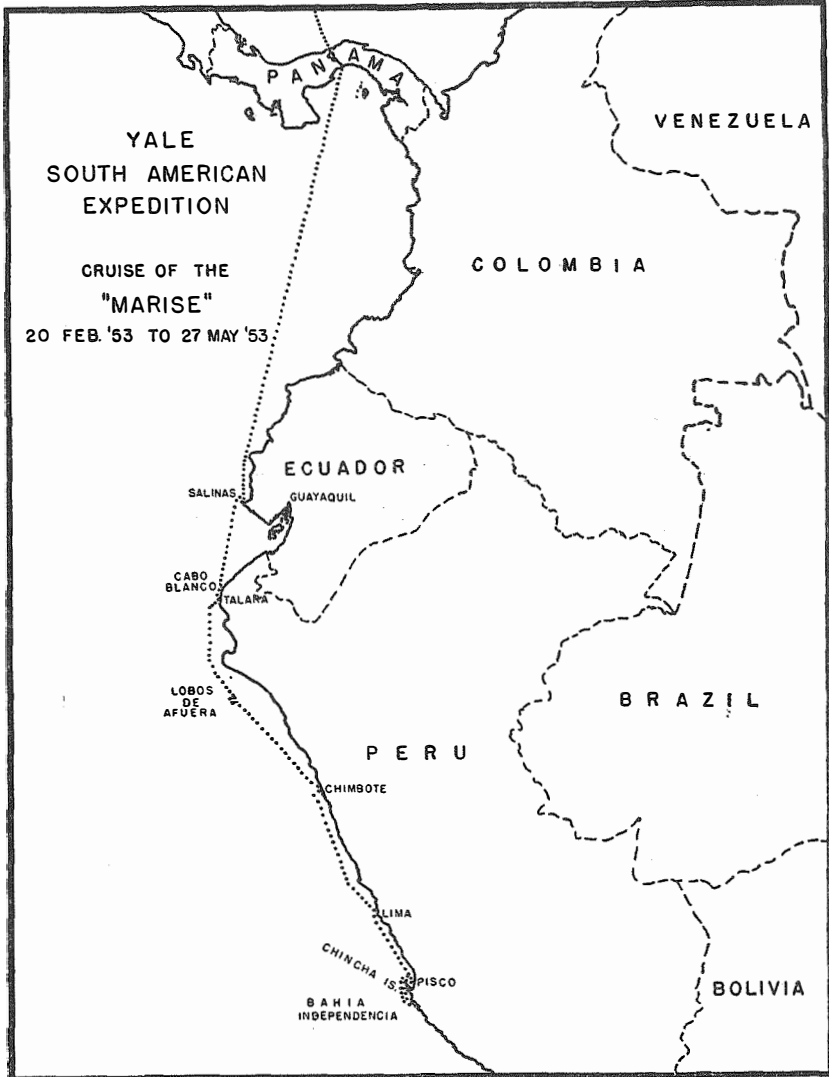 PANAMA
VENEZUELA
YALE
SOUTH AMERICAN
EXPEDITION
CRUISE OF THE
"MARISE"
20 FEB. '53 TO 27 MAY '53
COLOMBIA
ECUADOR
SALINAS
GUAYAQUIL
CABO
BLANCO
TALARA
LOBOS
DE
AFUERA
BRAZIL
PERU
CHIMBOTE
LIMA
CHINCHA IS.
PISCO
BAHIA
INDEPENDENCIA
BOLIVIA